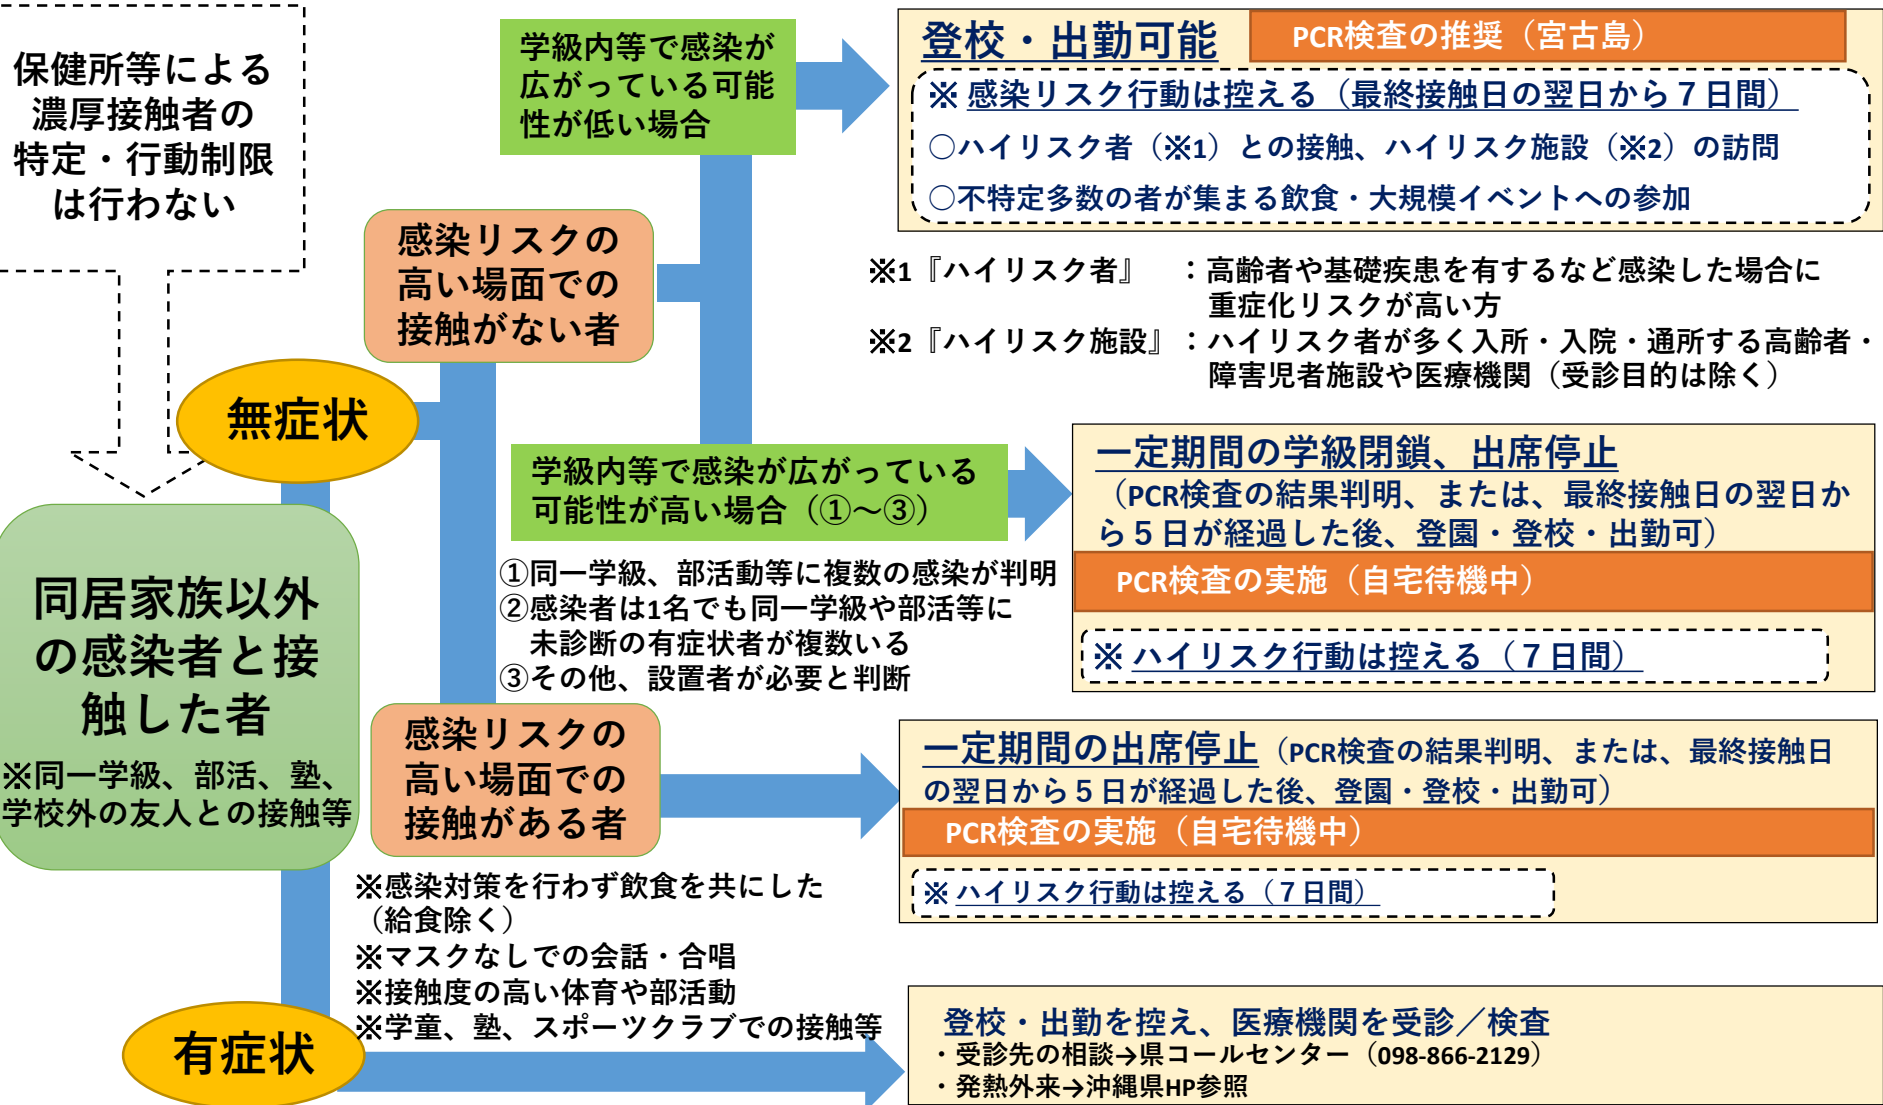 保健所等による
濃厚接触者の
特定・行動制限
は行わない
同居家族以外
の感染者と接
触した者
※同一学級、部活、塾、
学校外の友人との接触等
無症状
有症状
感染リスクの
高い場面での
接触がない者
学級内等で感染が
広がっている可能
性が低い場合
登校・出勤可能
PCR検査の推奨（宮古島）
※ 感染リスク行動は控える（最終接触日の翌日から７日間）
○ハイリスク者（※1）との接触、ハイリスク施設（※2）の訪問
○不特定多数の者が集まる飲食・大規模イベントへの参加
※1『ハイリスク者』　：高齢者や基礎疾患を有するなど感染した場合に
重症化リスクが高い方
※2『ハイリスク施設』：ハイリスク者が多く入所・入院・通所する高齢者・
障害児者施設や医療機関（受診目的は除く）
学級内等で感染が広がっている
可能性が高い場合（①～③）
①同一学級、部活動等に複数の感染が判明
②感染者は1名でも同一学級や部活等に
未診断の有症状者が複数いる
③その他、設置者が必要と判断
一定期間の学級閉鎖、出席停止
（PCR検査の結果判明、または、最終接触日の翌日か
ら５日が経過した後、登園・登校・出勤可）
PCR検査の実施（自宅待機中）
※ ハイリスク行動は控える（７日間）
感染リスクの
高い場面での
接触がある者
※感染対策を行わず飲食を共にした
（給食除く）
※マスクなしでの会話・合唱
※接触度の高い体育や部活動
※学童、塾、スポーツクラブでの接触等
一定期間の出席停止（PCR検査の結果判明、または、最終接触日
の翌日から５日が経過した後、登園・登校・出勤可）
PCR検査の実施（自宅待機中）
※ ハイリスク行動は控える（７日間）
登校・出勤を控え、医療機関を受診／検査
・受診先の相談→県コールセンター（098-866-2129）
・発熱外来→沖縄県HP参照